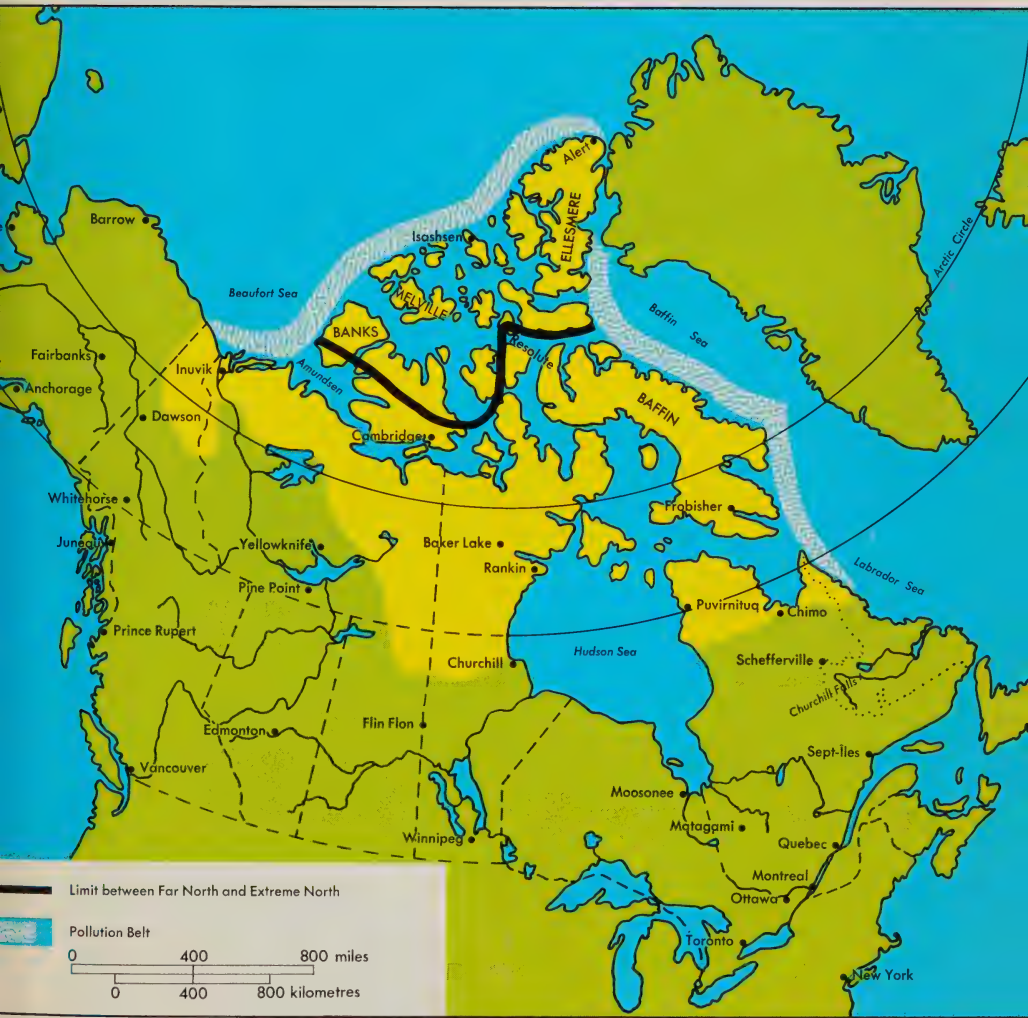 Alert
ELLESMERE
Isashsen
Barrow
Arctic Circle
Beaufort Sea
MELVILLE
Baffin Sea
BANKS
Resolute
Fairbanks
Inuvik
Amundsen
Anchorage
BAFFIN
Dawson
Cambridge
Whitehorse
Frobisher
Juneau
Yellowknife
Baker Lake
Rankin
Labrador Sea
Pine Point
Puvirnituq
Chimo
Prince Rupert
Hudson Sea
Churchill
Schefferville
Churchill Falls
Flin Flon
Edmonton
Sept-Îles
Vancouver
Moosonee
Matagami
Winnipeg
Quebec
Montreal
Ottawa
Toronto
New York
Limit between Far North and Extreme North
Pollution Belt
0 400 800 miles
0 400 800 kilometres